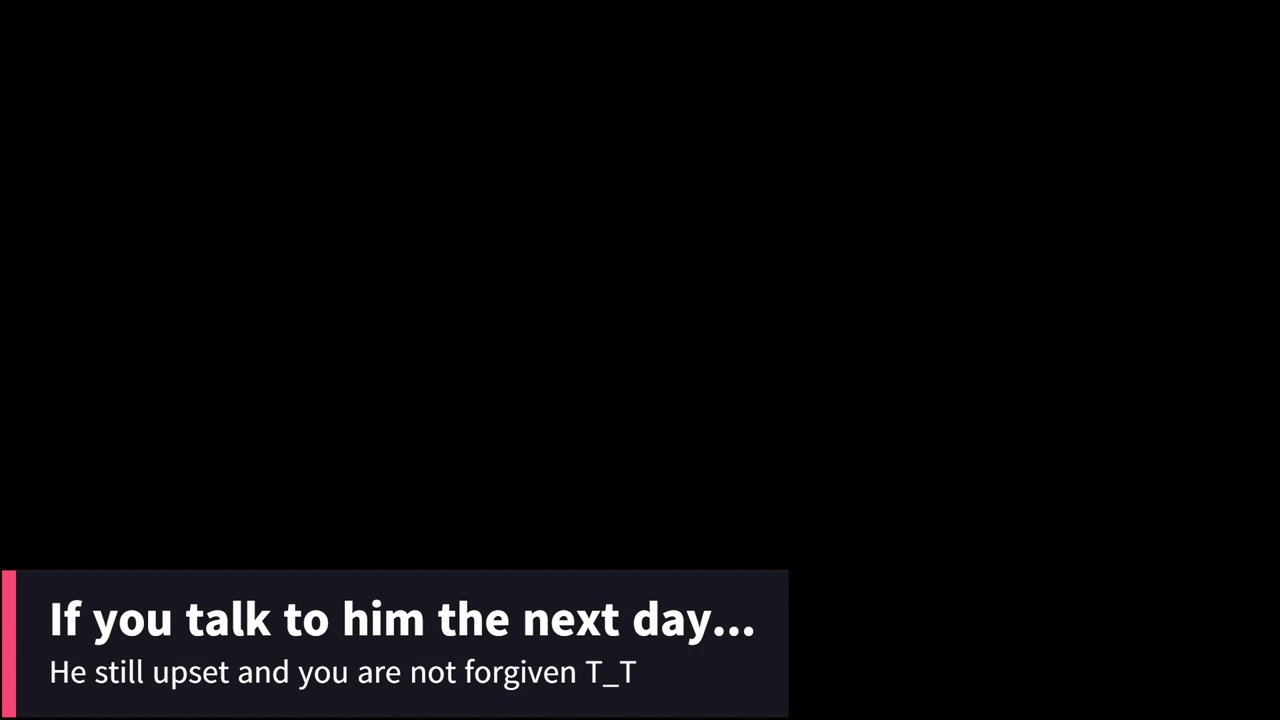 If you talk to him the next day...
He still upset and you are not forgiven T_T